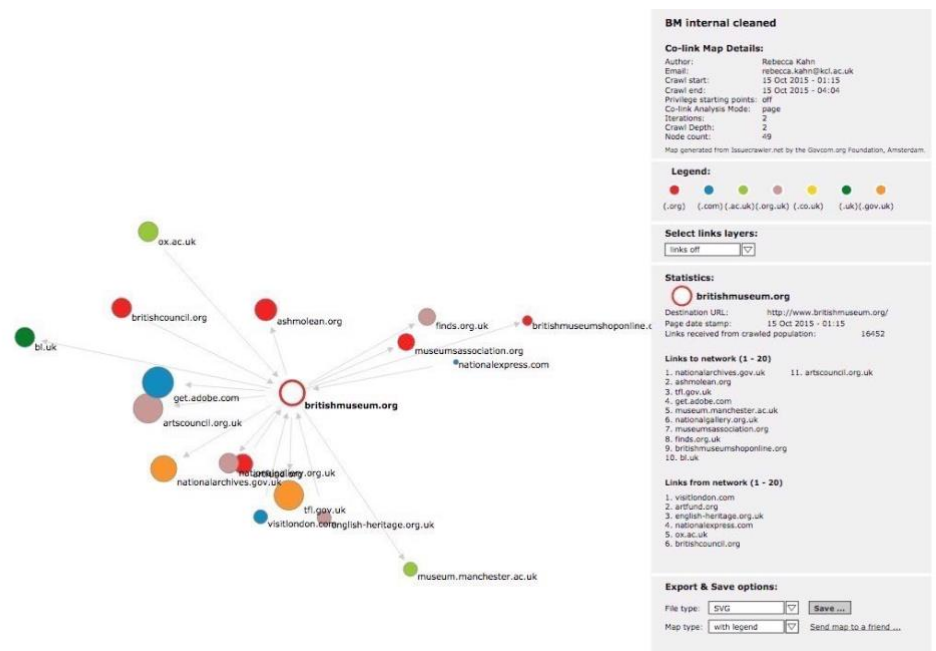 BM internal cleaned
Co-link Map Details:
Author: Rebecca Kahn
Email: rebecca.kahn@kcl.ac.uk
Crawl start: 15 Oct 2015 - 01:15
Crawl end: 15 Oct 2015 - 04:04
Privilege starting points: off
Co-link Analysis Mode: page
Iterations: 2
Crawl Depth: 2
Node count: 49
Map generated from Issuecrawler.net by the Govcom.org Foundation, Amsterdam.
Legend:
(.org) (.com) (.ac.uk) (.org.uk) (.co.uk) (.uk) (.gov.uk)
Select links layers:
links off
Statistics:
britishmuseum.org
Destination URL: http://www.britishmuseum.org/
Page date stamp: 15 Oct 2015 - 01:15
Links received from crawled population: 16452
Links to network (1 - 20)
1. nationalarchives.gov.uk 11. artscouncil.org.uk
2. ashmolean.org
3. tfl.gov.uk
4. get.adobe.com
5. museum.manchester.ac.uk
6. nationalgallery.org.uk
7. museumsassociation.org
8. finds.org.uk
9. britishmuseumshoponline.org
10. bl.uk
Links from network (1 - 20)
1. visitlondon.com
2. artfund.org
3. english-heritage.org.uk
4. nationalexpress.com
5. ox.ac.uk
6. britishcouncil.org
Export & Save options:
File type: SVG Save ...
Map type: with legend Send map to a friend ...
ox.ac.uk
britishcouncil.org
ashmolean.org
finds.org.uk
britishmuseumshoponline.c
bl.uk
museumsassociation.org
nationalexpress.com
get.adobe.com
britishmuseum.org
artscouncil.org.uk
nationalgallery.org.uk
artfund.org
nationalarchives.gov.uk
tfl.gov.uk
visitlondon.com
english-heritage.org.uk
museum.manchester.ac.uk